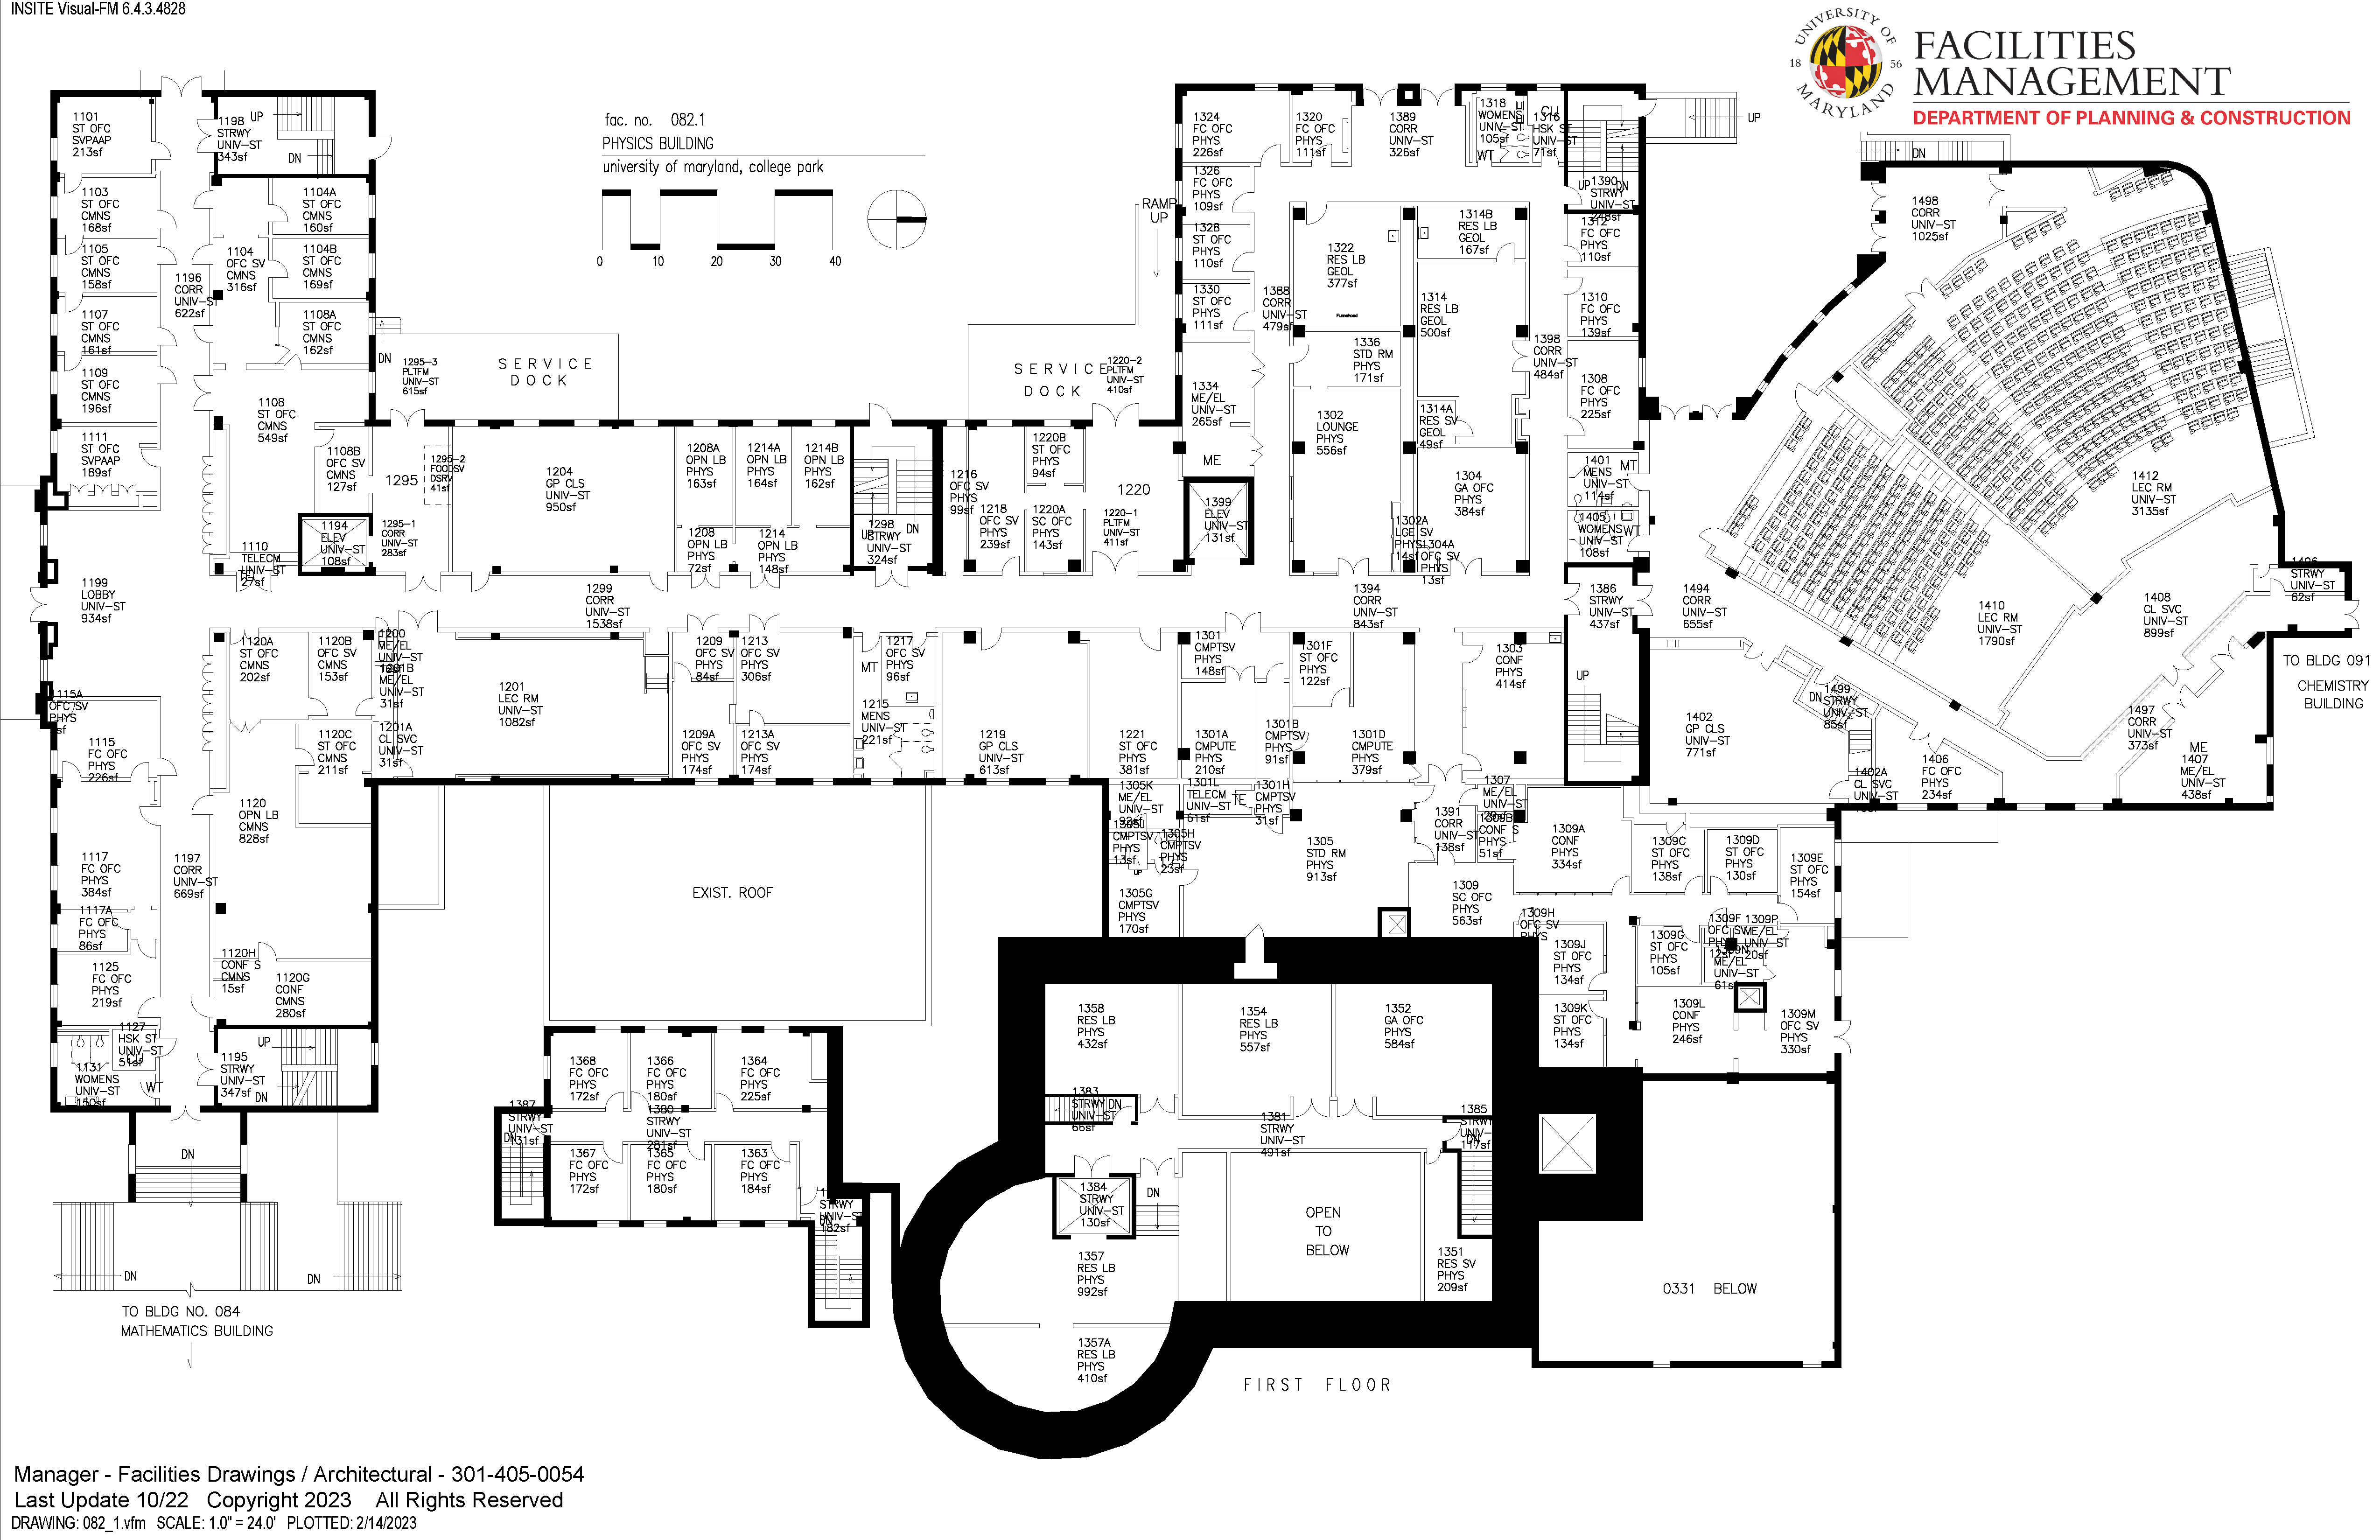 INSITE Visual-FM 6.4.3.4828
UNIVERSITY OF
MARYLAND
18 56
FACILITIES
MANAGEMENT
DEPARTMENT OF PLANNING & CONSTRUCTION
fac. no. 082.1
PHYSICS BUILDING
university of maryland, college park
0 10 20 30 40
1101
ST OFC
SVPAAP
213sf
1198
STRWY
UNIV-ST
343sf
UP
DN
1103
ST OFC
CMNS
168sf
1104A
ST OFC
CMNS
160sf
1105
ST OFC
CMNS
158sf
1196
CORR
UNIV-ST
622sf
1104
OFC SV
CMNS
316sf
1104B
ST OFC
CMNS
169sf
1107
ST OFC
CMNS
161sf
1108A
ST OFC
CMNS
162sf
DN
1109
ST OFC
CMNS
196sf
1108
ST OFC
CMNS
549sf
1111
ST OFC
SVPAAP
189sf
1108B
OFC SV
CMNS
127sf
1295-3
PLTFM
UNIV-ST
615sf
SERVICE
DOCK
1295
1295-2
FOODSV
DSRV
41sf
1295-1
CORR
UNIV-ST
283sf
1194
ELEV
UNIV-ST
108sf
1110
TELECM
UNIV-ST
27sf
1199
LOBBY
UNIV-ST
934sf
1204
GP CLS
UNIV-ST
950sf
1208A
OPN LB
PHYS
163sf
1214A
OPN LB
PHYS
164sf
1214B
OPN LB
PHYS
162sf
1208
OPN LB
PHYS
72sf
1214
OPN LB
PHYS
148sf
1298
STRWY
UNIV-ST
324sf
UP
DN
1216
OFC SV
PHYS
99sf
1218
OFC SV
PHYS
239sf
1220B
ST OFC
PHYS
94sf
1220A
SC OFC
PHYS
143sf
1220
1220-1
PLTFM
UNIV-ST
411sf
SERVICE
DOCK
1220-2
PLTFM
UNIV-ST
410sf
RAMP
UP
1324
FC OFC
PHYS
226sf
1320
FC OFC
PHYS
111sf
1389
CORR
UNIV-ST
326sf
1318
WOMENS
UNIV-ST
105sf
WT
CU
1316
HSK ST
UNIV-ST
71sf
UP
1326
FC OFC
PHYS
109sf
UP
DN
1390
STRWY
UNIV-ST
248sf
1328
ST OFC
PHYS
110sf
1322
RES LB
GEOL
377sf
Furnished
1314B
RES LB
GEOL
167sf
1312
FC OFC
PHYS
110sf
1330
ST OFC
PHYS
111sf
1388
CORR
UNIV-ST
479sf
1314
RES LB
GEOL
500sf
1310
FC OFC
PHYS
139sf
1336
STD RM
PHYS
171sf
1398
CORR
UNIV-ST
484sf
1334
ME/EL
UNIV-ST
265sf
ME
1302
LOUNGE
PHYS
556sf
1314A
RES SV
GEOL
49sf
1308
FC OFC
PHYS
225sf
1304
GA OFC
PHYS
384sf
1401
MENS
UNIV-ST
114sf
MT
1405
WOMENS
UNIV-ST
108sf
WT
1399
ELEV
UNIV-ST
131sf
1302A
LGE SV
PHYS
14sf
1304A
OFC SV
PHYS
13sf
1299
CORR
UNIV-ST
1538sf
1394
CORR
UNIV-ST
843sf
1386
STRWY
UNIV-ST
437sf
UP
1494
CORR
UNIV-ST
655sf
DN
1498
CORR
UNIV-ST
1025sf
1412
LEC RM
UNIV-ST
3135sf
1410
LEC RM
UNIV-ST
1790sf
1408
CL SVC
UNIV-ST
899sf
1496
STRWY
UNIV-ST
62sf
TO BLDG 091
CHEMISTRY
BUILDING
1497
CORR
UNIV-ST
373sf
ME
1407
ME/EL
UNIV-ST
438sf
DN
1499
STRWY
UNIV-ST
85sf
1402
GP CLS
UNIV-ST
771sf
1402A
CL SVC
UNIV-ST
1406
FC OFC
PHYS
234sf
1120A
ST OFC
CMNS
202sf
1120B
OFC SV
CMNS
153sf
1200
ME/EL
UNIV-ST
1201B
ME/EL
UNIV-ST
31sf
1201A
CL SVC
UNIV-ST
31sf
1201
LEC RM
UNIV-ST
1082sf
1209
OFC SV
PHYS
84sf
1213
OFC SV
PHYS
306sf
MT
1217
OFC SV
PHYS
96sf
1215
MENS
UNIV-ST
221sf
1209A
OFC SV
PHYS
174sf
1213A
OFC SV
PHYS
174sf
1219
GP CLS
UNIV-ST
613sf
1221
ST OFC
PHYS
381sf
1301
CMPTSV
PHYS
148sf
1301F
ST OFC
PHYS
122sf
1301A
CMPUTE
PHYS
210sf
1301B
CMPTSV
PHYS
91sf
1301D
CMPUTE
PHYS
379sf
1303
CONF
PHYS
414sf
1115A
OFC SV
PHYS
1115
FC OFC
PHYS
226sf
1120C
ST OFC
CMNS
211sf
1120
OPN LB
CMNS
828sf
1117
FC OFC
PHYS
384sf
1197
CORR
UNIV-ST
669sf
1117A
FC OFC
PHYS
86sf
1125
FC OFC
PHYS
219sf
1120H
CONF S
CMNS
15sf
1120G
CONF
CMNS
280sf
1127
HSK ST
UNIV-ST
51sf
CU
1131
WOMENS
UNIV-ST
150sf
WT
1195
STRWY
UNIV-ST
347sf
UP
DN
DN
DN
DN
TO BLDG NO. 084
MATHEMATICS BUILDING
EXIST. ROOF
1305K
ME/EL
UNIV-ST
92sf
1301L
TELECM
UNIV-ST
61sf
TE
1301H
CMPTSV
PHYS
31sf
1305J
CMPTSV
PHYS
13sf
UP
1305H
CMPTSV
PHYS
23sf
1305G
CMPTSV
PHYS
170sf
1305
STD RM
PHYS
913sf
1391
CORR
UNIV-ST
138sf
1307
ME/EL
UNIV-ST
1309B
CONF S
PHYS
51sf
1309A
CONF
PHYS
334sf
1309
SC OFC
PHYS
563sf
1309C
ST OFC
PHYS
138sf
1309D
ST OFC
PHYS
130sf
1309E
ST OFC
PHYS
154sf
1309H
OFC SV
PHYS
1309J
ST OFC
PHYS
134sf
1309G
ST OFC
PHYS
105sf
1309F
OFC SV
PHYS
12sf
1309P
ME/EL
UNIV-ST
20sf
1309N
ME/EL
UNIV-ST
61sf
1309K
ST OFC
PHYS
134sf
1309L
CONF
PHYS
246sf
1309M
OFC SV
PHYS
330sf
1358
RES LB
PHYS
432sf
1354
RES LB
PHYS
557sf
1352
GA OFC
PHYS
584sf
1383
STRWY
UNIV-ST
66sf
DN
1381
STRWY
UNIV-ST
491sf
1385
STRWY
UNIV-
117sf
DN
1384
STRWY
UNIV-ST
130sf
DN
OPEN
TO
BELOW
1357
RES LB
PHYS
992sf
1351
RES SV
PHYS
209sf
1357A
RES LB
PHYS
410sf
0331 BELOW
1368
FC OFC
PHYS
172sf
1366
FC OFC
PHYS
180sf
1364
FC OFC
PHYS
225sf
1387
STRWY
UNIV-ST
131sf
DN
1380
STRWY
UNIV-ST
281sf
1367
FC OFC
PHYS
172sf
1365
FC OFC
PHYS
180sf
1363
FC OFC
PHYS
184sf
STRWY
UNIV-ST
182sf
DN
FIRST FLOOR
Manager - Facilities Drawings / Architectural - 301-405-0054
Last Update 10/22 Copyright 2023 All Rights Reserved
DRAWING: 082_1.vfm SCALE: 1.0" = 24.0' PLOTTED: 2/14/2023